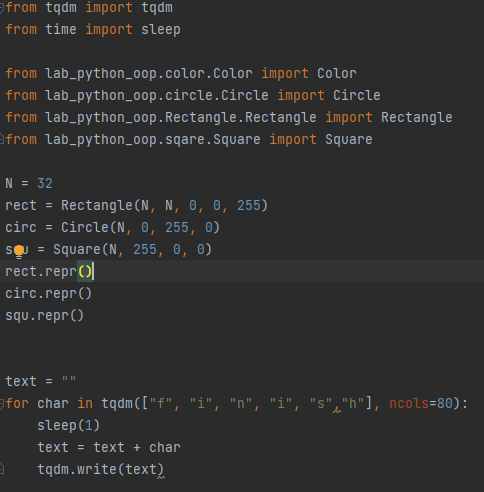 from tqdm import tqdm
from time import sleep

from lab_python_oop.color.Color import Color
from lab_python_oop.circle.Circle import Circle
from lab_python_oop.Rectangle.Rectangle import Rectangle
from lab_python_oop.sqare.Square import Square

N = 32
rect = Rectangle(N, N, 0, 0, 255)
circ = Circle(N, 0, 255, 0)
squ = Square(N, 255, 0, 0)
rect.repr()
circ.repr()
squ.repr()

text = ""
for char in tqdm(["f", "i", "n", "i", "s","h"], ncols=80):
    sleep(1)
    text = text + char
    tqdm.write(text)